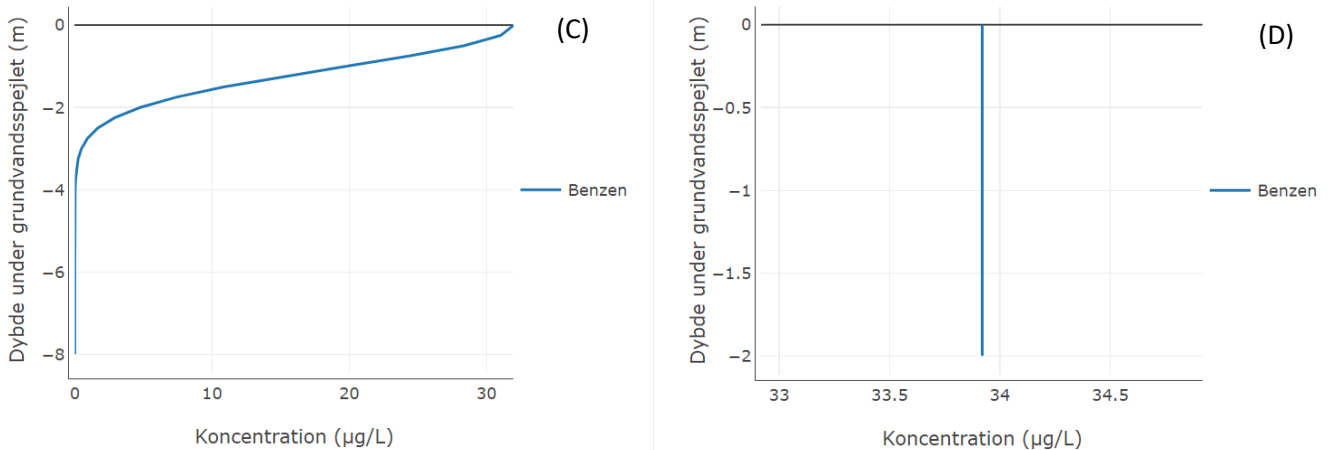 (C)
Dybde under grundvandsspejlet (m)
0
−2
−4
−6
−8
0 10 20 30
Koncentration (µg/L)
Benzen
(D)
Dybde under grundvandsspejlet (m)
0
−0.5
−1
−1.5
−2
33 33.5 34 34.5
Koncentration (µg/L)
Benzen